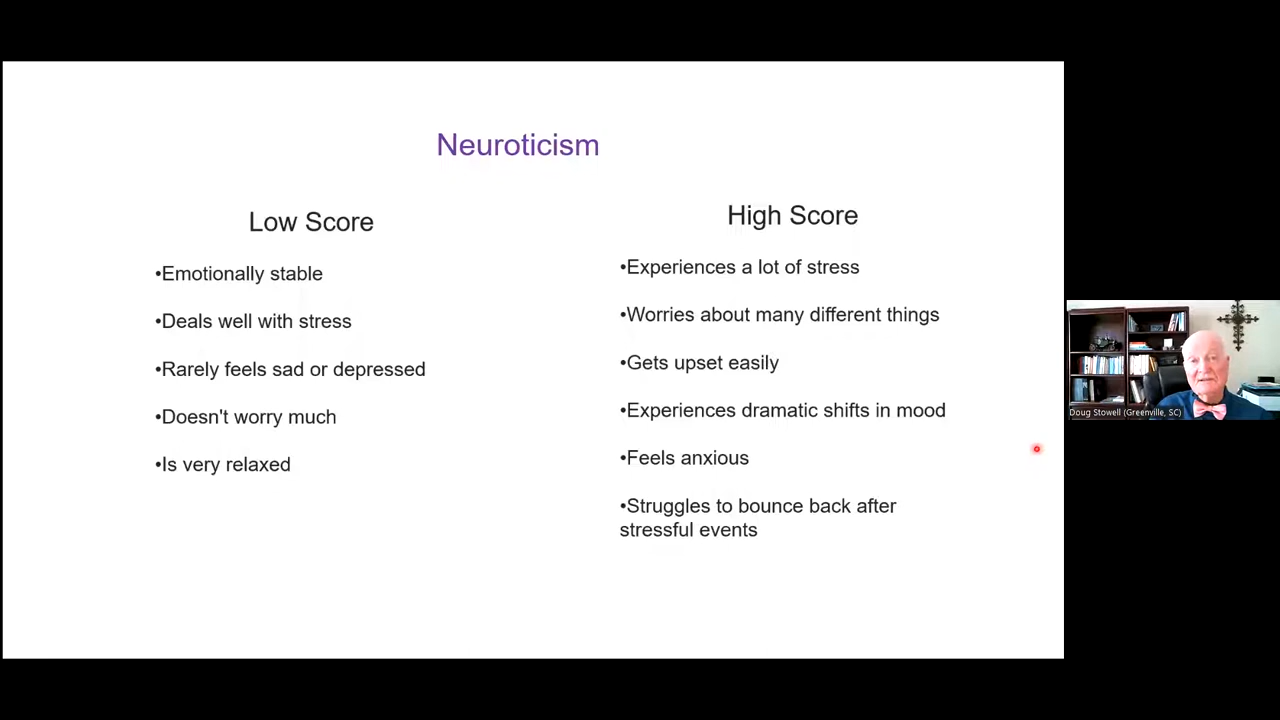 Neuroticism
Low Score
•Emotionally stable
•Deals well with stress
•Rarely feels sad or depressed
•Doesn't worry much
•Is very relaxed
High Score
•Experiences a lot of stress
•Worries about many different things
•Gets upset easily
•Experiences dramatic shifts in mood
•Feels anxious
•Struggles to bounce back after
stressful events
Doug Stowell (Greenville, SC)